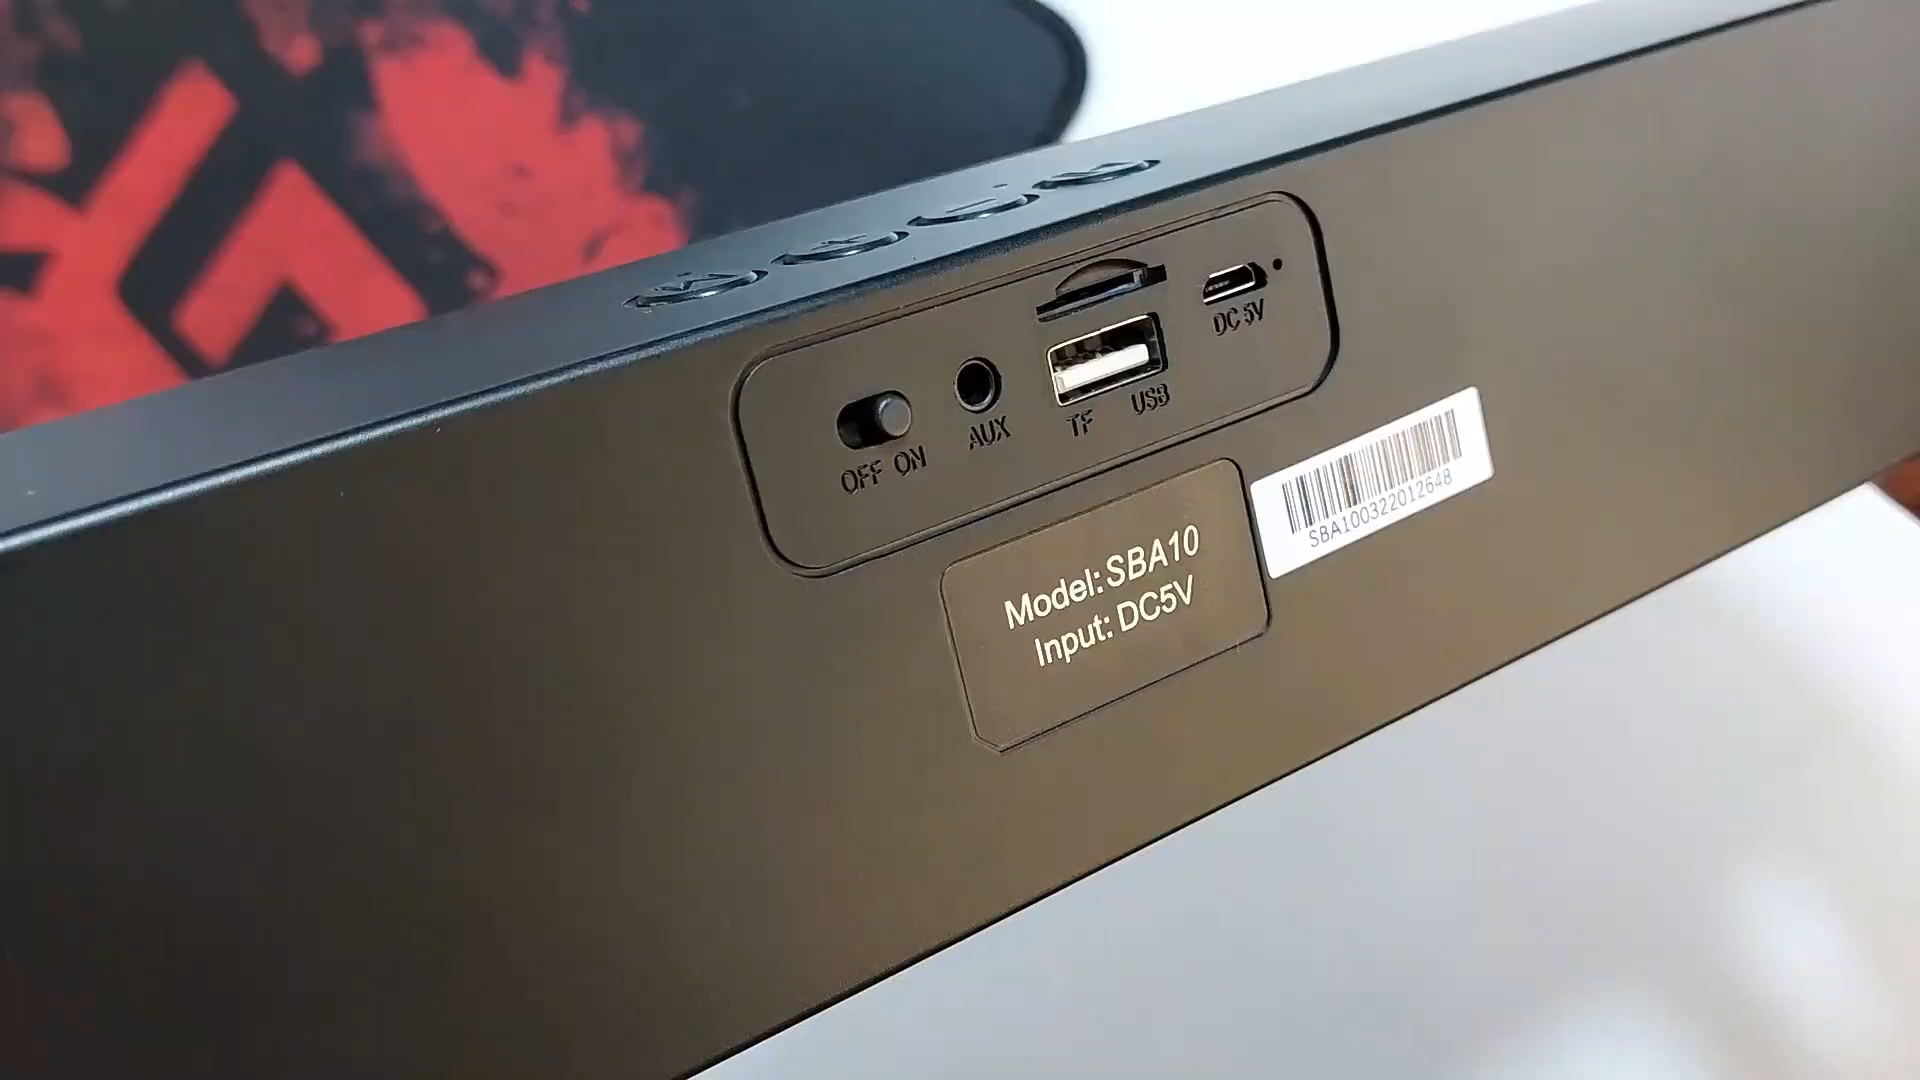 OFF ON
AUX
TF
USB
DC 5V
Model: SBA10
Input: DC5V
SBA100322012648